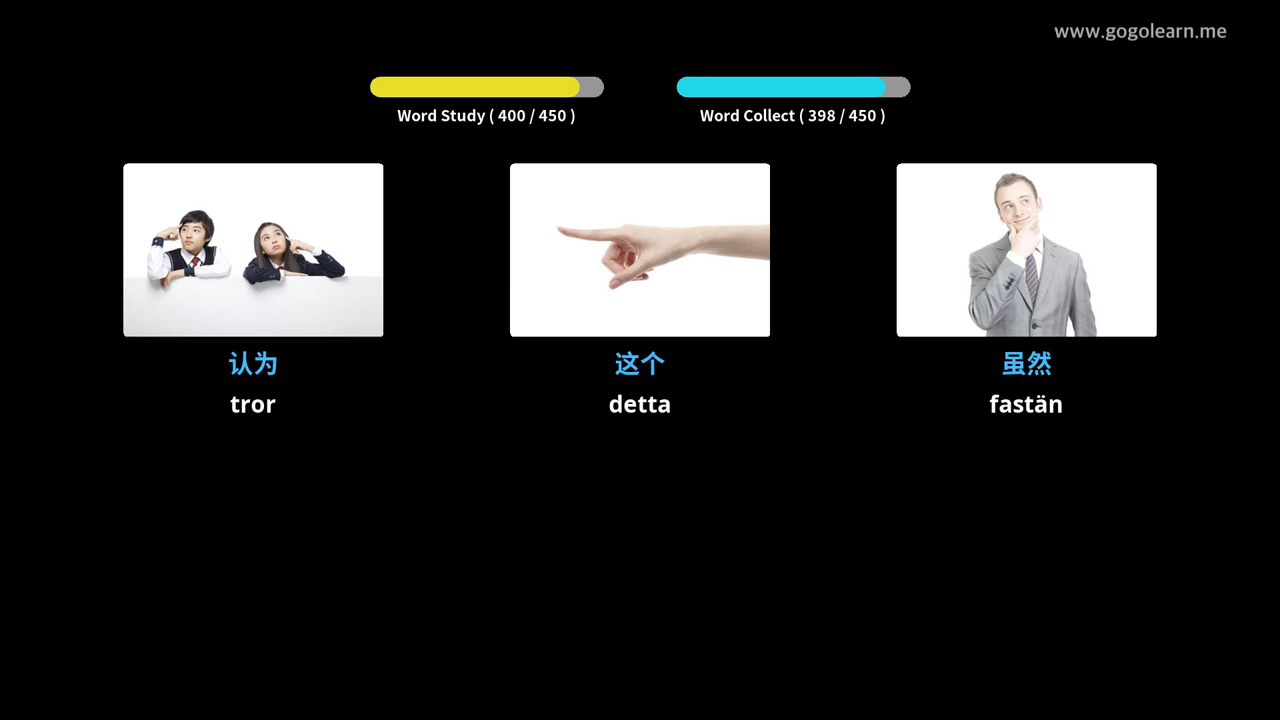 www.gogolearn.me
Word Study ( 400 / 450 )
Word Collect ( 398 / 450 )
认为
这个
虽然
tror
detta
fastän